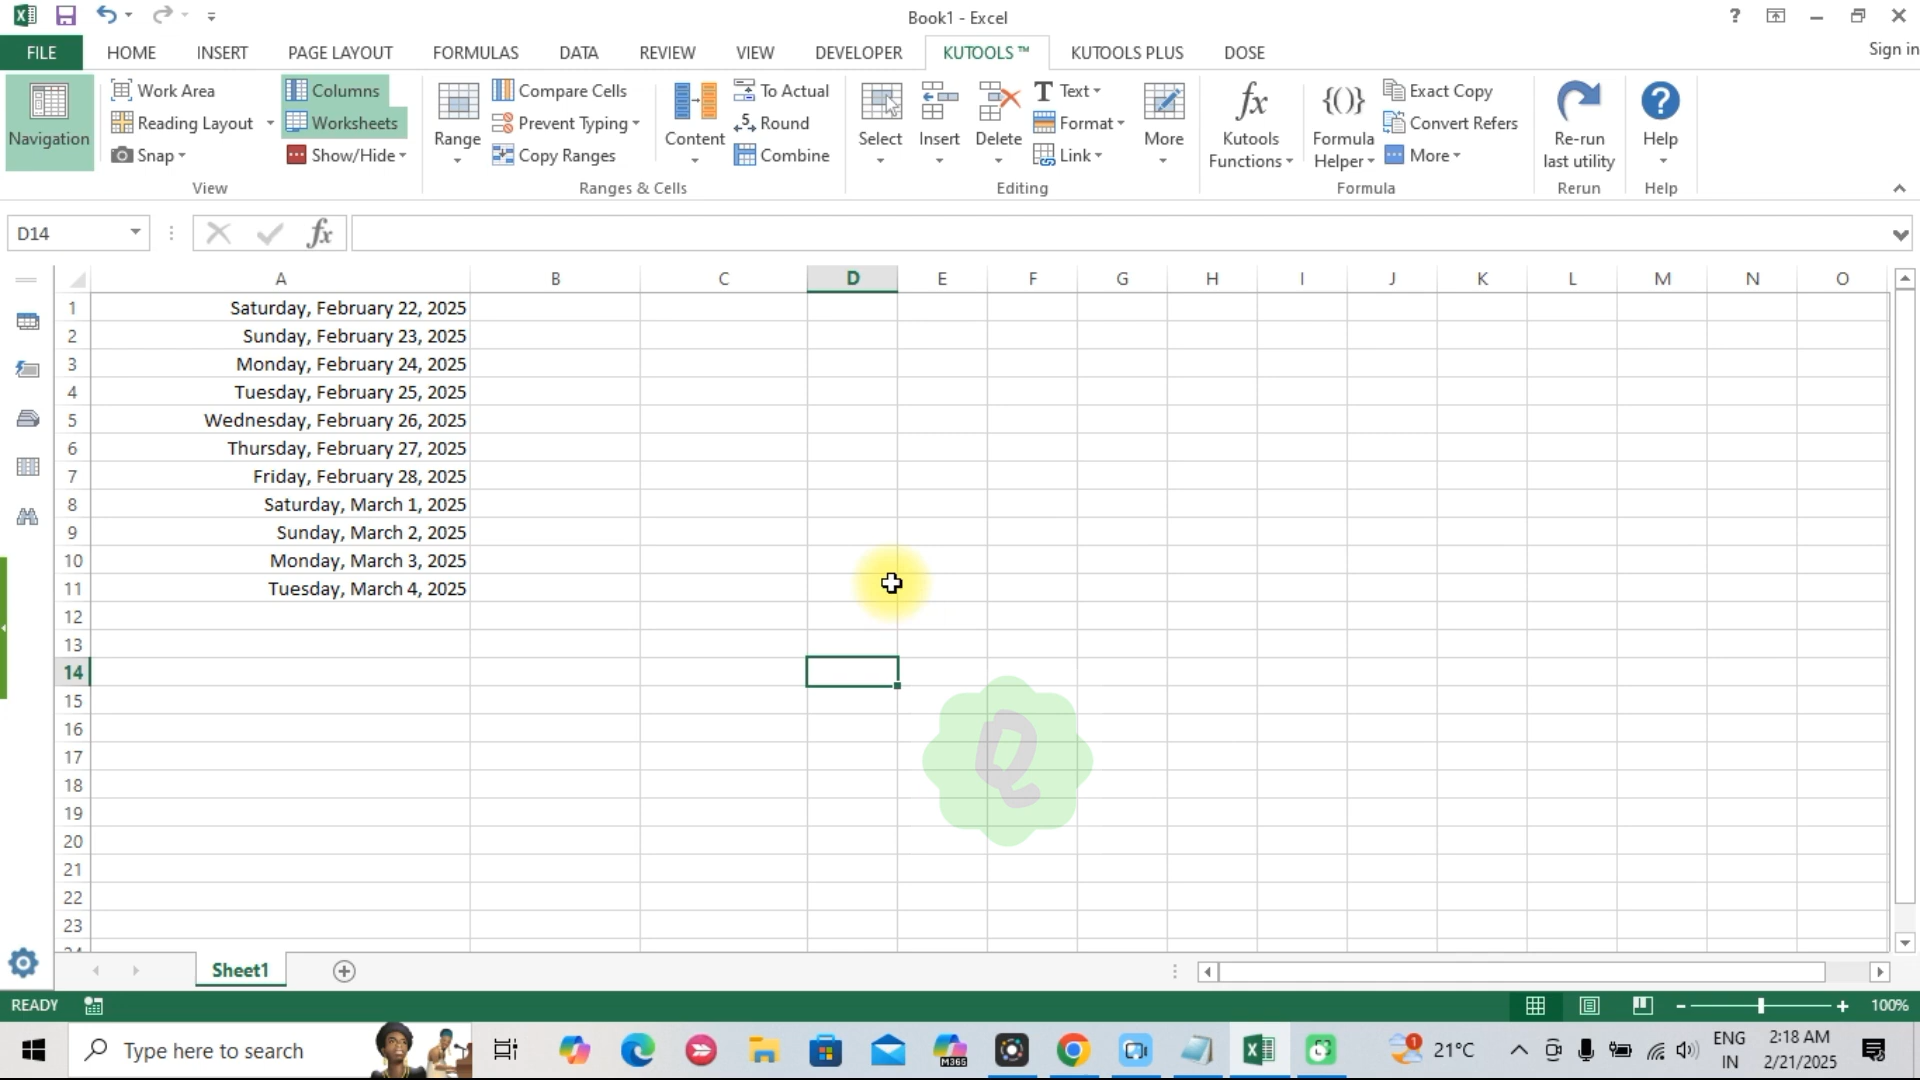 Book1 - Excel
?
FILE HOME INSERT PAGE LAYOUT FORMULAS DATA REVIEW VIEW DEVELOPER KUTOOLS ™ KUTOOLS PLUS DOSE Sign in
Navigation
Work Area
Reading Layout
Snap
Columns
Worksheets
Show/Hide
View
Range
Compare Cells
Prevent Typing
Copy Ranges
Content
To Actual
Round
Combine
Ranges & Cells
Select
Insert
Delete
Text
Format
Link
More
Editing
Kutools
Functions
Formula
Helper
Exact Copy
Convert Refers
More
Formula
Re-run
last utility
Rerun
Help
Help
D14
fx
A B C D E F G H I J K L M N O
1 Saturday, February 22, 2025
2 Sunday, February 23, 2025
3 Monday, February 24, 2025
4 Tuesday, February 25, 2025
5 Wednesday, February 26, 2025
6 Thursday, February 27, 2025
7 Friday, February 28, 2025
8 Saturday, March 1, 2025
9 Sunday, March 2, 2025
10 Monday, March 3, 2025
11 Tuesday, March 4, 2025
12
13
14
15
16
17
18
19
20
21
22
23
Q
Sheet1
READY
100%
Type here to search
M365
21°C
ENG
IN
2:18 AM
2/21/2025